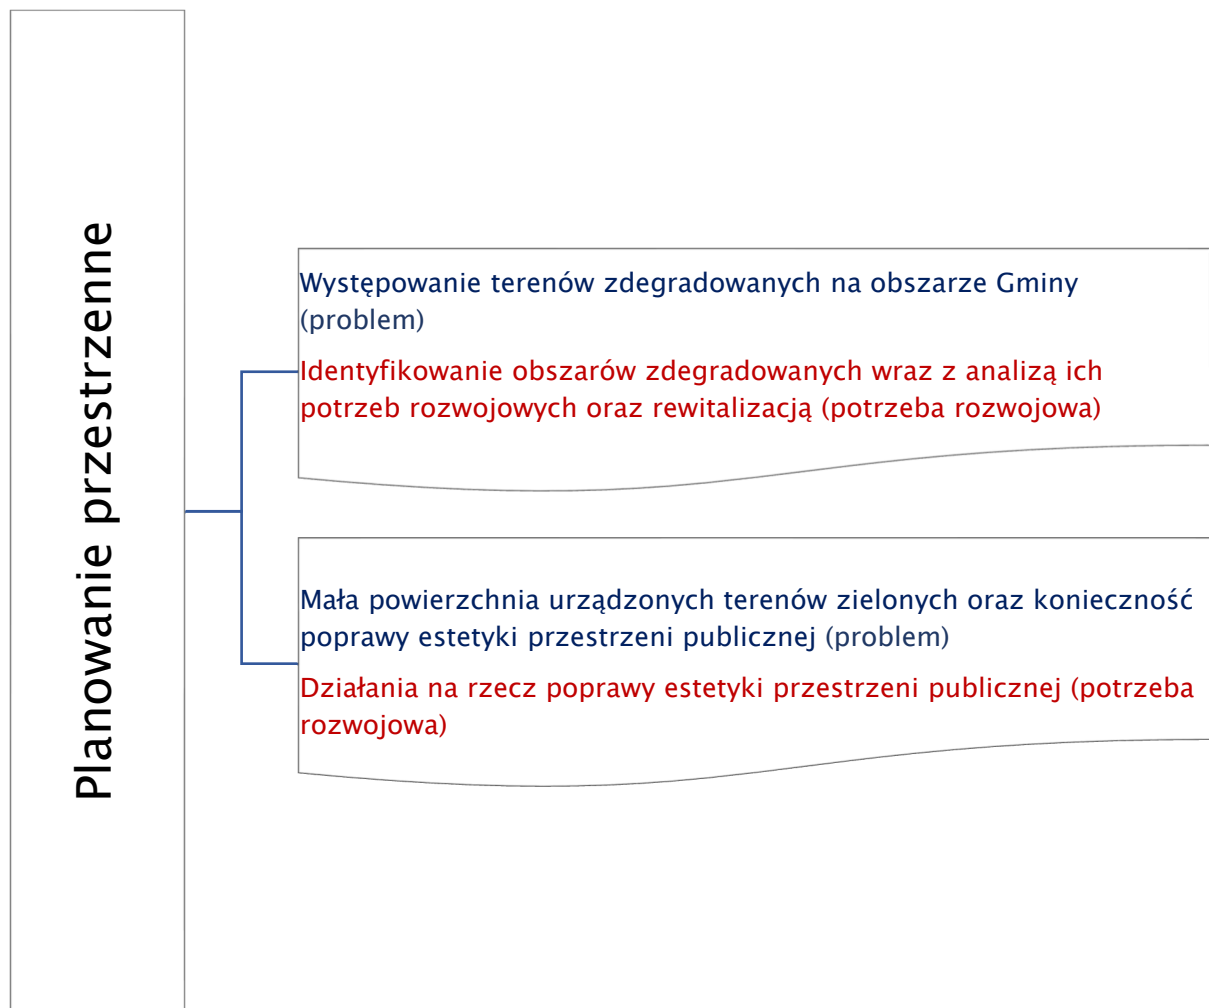 Planowanie przestrzenne
Występowanie terenów zdegradowanych na obszarze Gminy
(problem)
Identyfikowanie obszarów zdegradowanych wraz z analizą ich
potrzeb rozwojowych oraz rewitalizacją (potrzeba rozwojowa)
Mała powierzchnia urządzonych terenów zielonych oraz konieczność
poprawy estetyki przestrzeni publicznej (problem)
Działania na rzecz poprawy estetyki przestrzeni publicznej (potrzeba
rozwojowa)